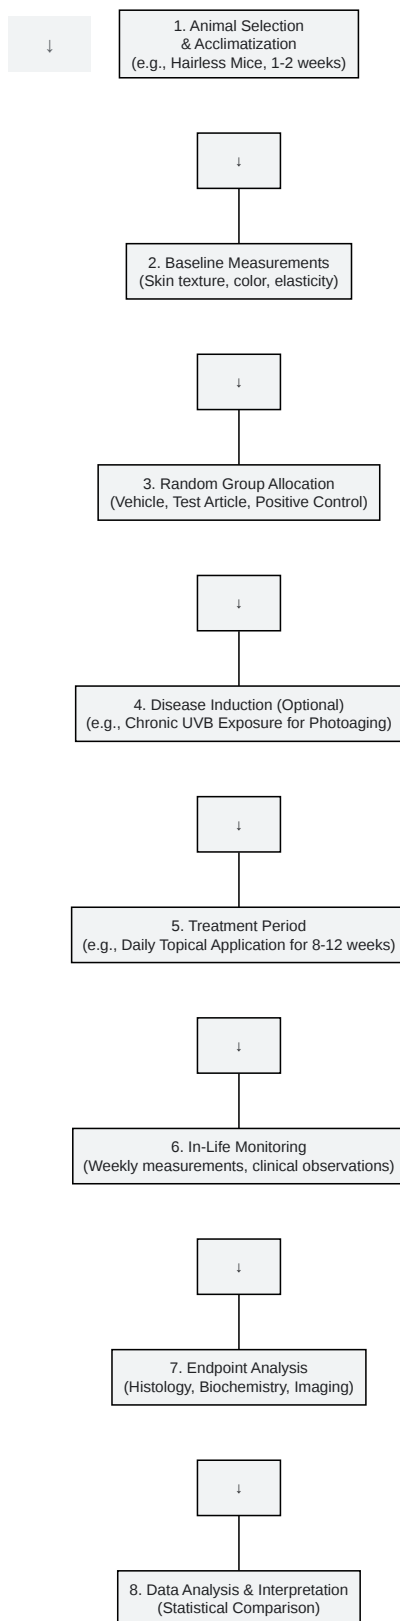 ↓
1. Animal Selection
& Acclimatization
(e.g., Hairless Mice, 1-2 weeks)
↓
2. Baseline Measurements
(Skin texture, color, elasticity)
↓
3. Random Group Allocation
(Vehicle, Test Article, Positive Control)
↓
4. Disease Induction (Optional)
(e.g., Chronic UVB Exposure for Photoaging)
↓
5. Treatment Period
(e.g., Daily Topical Application for 8-12 weeks)
↓
6. In-Life Monitoring
(Weekly measurements, clinical observations)
↓
7. Endpoint Analysis
(Histology, Biochemistry, Imaging)
↓
8. Data Analysis & Interpretation
(Statistical Comparison)